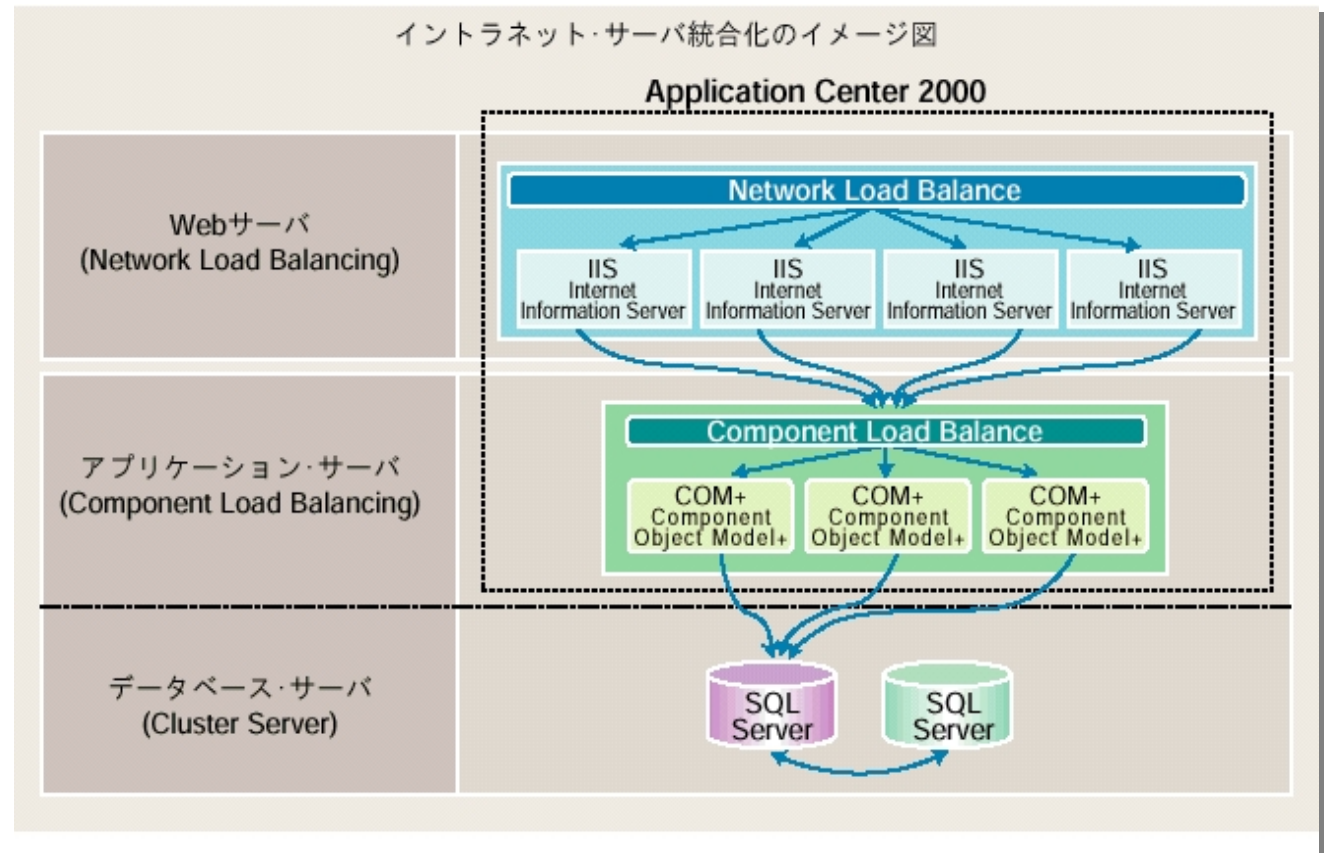 イントラネット·サーバ統合化のイメージ図
Application Center 2000
Webサーバ
(Network Load Balancing)
Network Load Balance
IIS
Internet
Information Server
IIS
Internet
Information Server
IIS
Internet
Information Server
IIS
Internet
Information Server
アプリケーション·サーバ
(Component Load Balancing)
Component Load Balance
COM+
Component
Object Model+
COM+
Component
Object Model+
COM+
Component
Object Model+
データベース·サーバ
(Cluster Server)
SQL
Server
SQL
Server